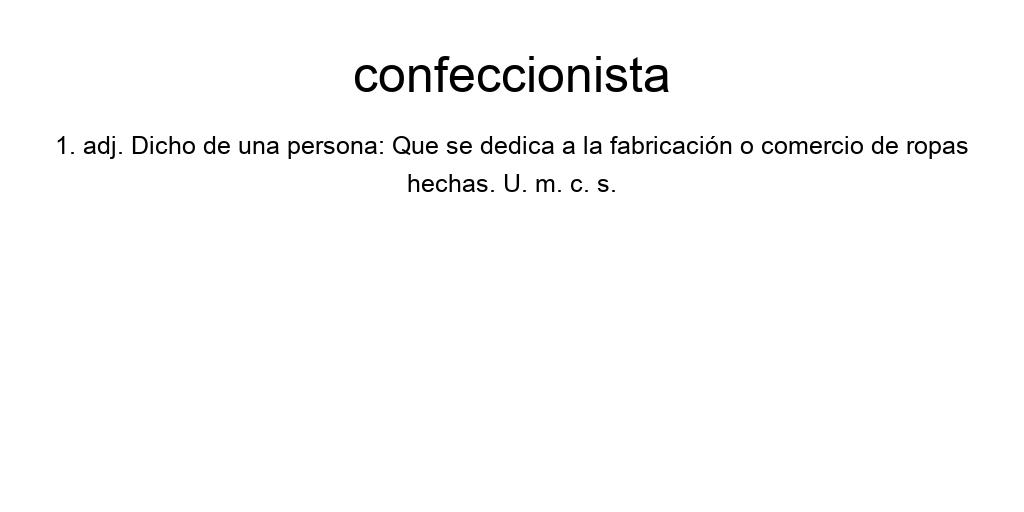 confeccionista
1. adj. Dicho de una persona: Que se dedica a la fabricación o comercio de ropas
hechas. U. m. c. s.